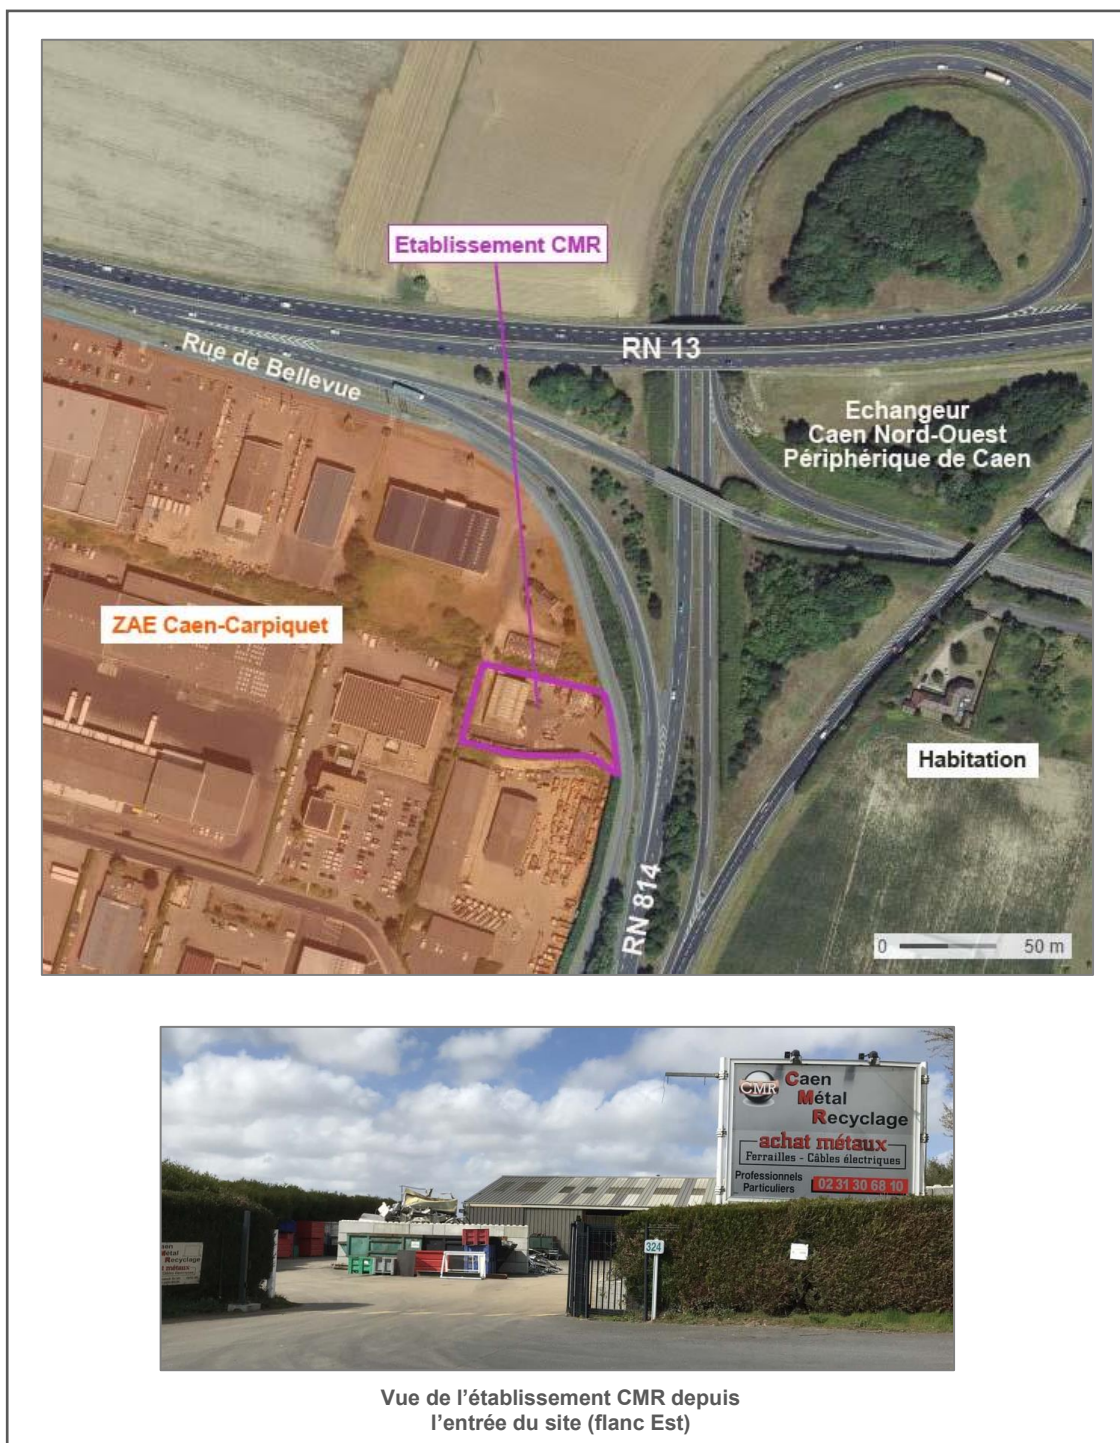 Etablissement CMR
RN 13
Rue de Bellevue
Echangeur
Caen Nord-Ouest
Périphérique de Caen
ZAE Caen-Carpiquet
Habitation
RN 814
0 50 m
CMR
Caen
Métal
Recyclage
achat métaux
Ferrailles - Câbles électriques
Professionnels
Particuliers
02 31 30 68 10
324
Métal
Recyclage
Vue de l'établissement CMR depuis
l'entrée du site (flanc Est)